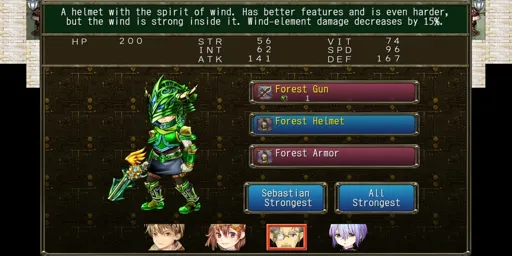 A helmet with the spirit of wind. Has better features and is even harder,
but the wind is strong inside it. Wind-element damage decreases by 15%.
HP 200 STR 56 VIT 74
INT 62 SPD 96
ATK 141 DEF 167
Forest Gun
1
Forest Helmet
Forest Armor
Sebastian
Strongest
All
Strongest